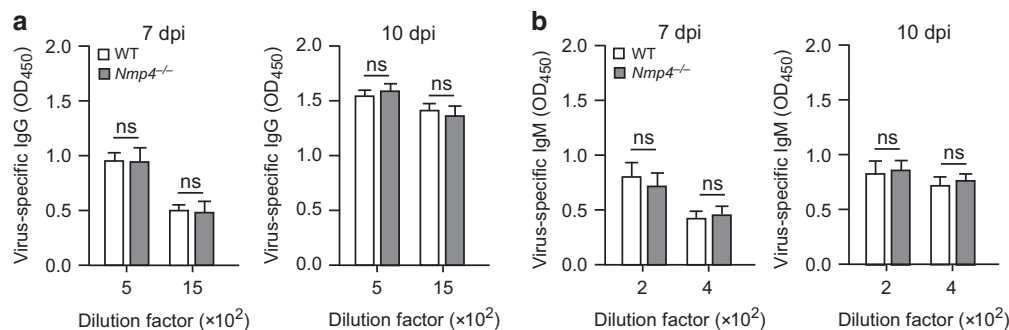 a
7 dpi
Virus-specific IgG (OD450)
2.0
1.5
1.0
0.5
0.0
WT
Nmp4−/−
ns
ns
5
15
Dilution factor (×10²)
10 dpi
Virus-specific IgG (OD450)
2.0
1.5
1.0
0.5
0.0
ns
ns
5
15
Dilution factor (×10²)
b
7 dpi
Virus-specific IgM (OD450)
2.0
1.5
1.0
0.5
0.0
WT
Nmp4−/−
ns
ns
2
4
Dilution factor (×10²)
10 dpi
Virus-specific IgM (OD450)
2.0
1.5
1.0
0.5
0.0
ns
ns
2
4
Dilution factor (×10²)